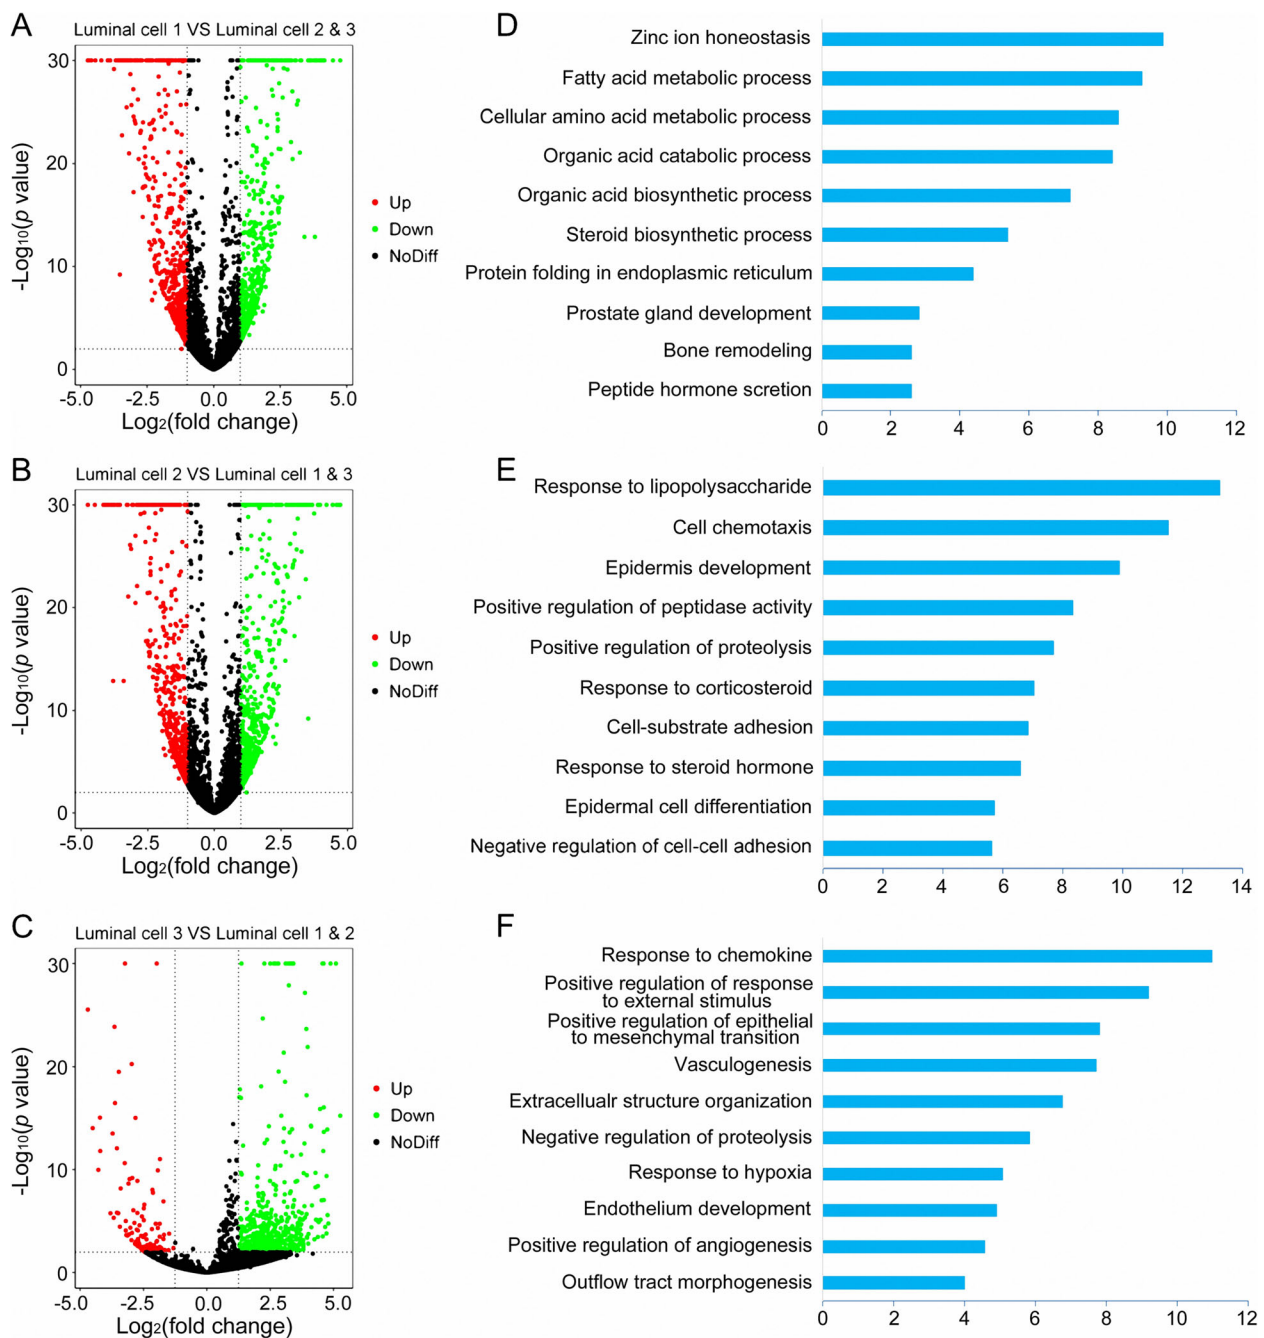 A
Luminal cell 1 VS Luminal cell 2 & 3
30
20
10
0
-Log10(p value)
-5.0 -2.5 0.0 2.5 5.0
Log2(fold change)
Up
Down
NoDiff
D
Zinc ion honeostasis
Fatty acid metabolic process
Cellular amino acid metabolic process
Organic acid catabolic process
Organic acid biosynthetic process
Steroid biosynthetic process
Protein folding in endoplasmic reticulum
Prostate gland development
Bone remodeling
Peptide hormone scretion
0 2 4 6 8 10 12
B
Luminal cell 2 VS Luminal cell 1 & 3
30
20
10
0
-Log10(p value)
-5.0 -2.5 0.0 2.5 5.0
Log2(fold change)
Up
Down
NoDiff
E
Response to lipopolysaccharide
Cell chemotaxis
Epidermis development
Positive regulation of peptidase activity
Positive regulation of proteolysis
Response to corticosteroid
Cell-substrate adhesion
Response to steroid hormone
Epidermal cell differentiation
Negative regulation of cell-cell adhesion
0 2 4 6 8 10 12 14
C
Luminal cell 3 VS Luminal cell 1 & 2
30
20
10
0
-Log10(p value)
-5.0 -2.5 0.0 2.5 5.0
Log2(fold change)
Up
Down
NoDiff
F
Response to chemokine
Positive regulation of response
to external stimulus
Positive regulation of epithelial
to mesenchymal transition
Vasculogenesis
Extracellualr structure organization
Negative regulation of proteolysis
Response to hypoxia
Endothelium development
Positive regulation of angiogenesis
Outflow tract morphogenesis
0 2 4 6 8 10 12